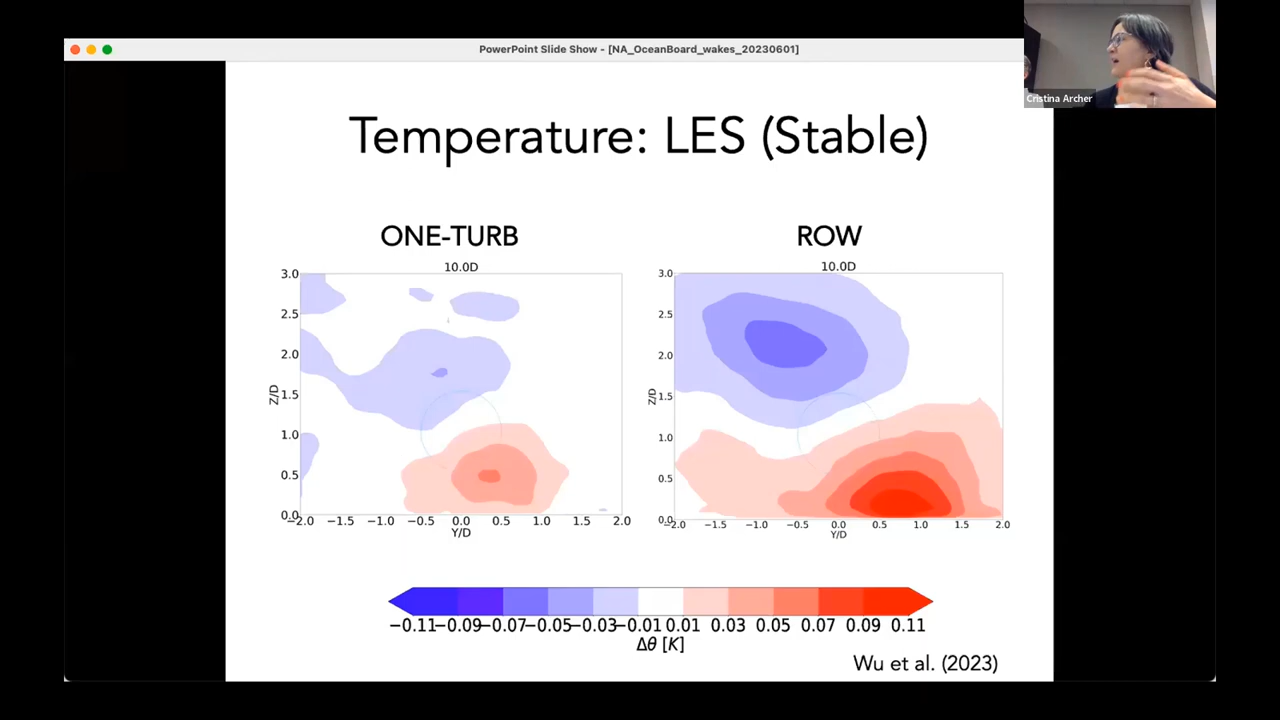 PowerPoint Slide Show - [NA_OceanBoard_wakes_20230601]
Cristina Archer
Temperature: LES (Stable)
ONE-TURB
ROW
10.0D
10.0D
3.0
2.5
2.0
1.5
1.0
0.5
0.0
Z/D
−2.0 −1.5 −1.0 −0.5 0.0 0.5 1.0 1.5 2.0
Y/D
3.0
2.5
2.0
1.5
1.0
0.5
0.0
Z/D
−2.0 −1.5 −1.0 −0.5 0.0 0.5 1.0 1.5 2.0
Y/D
−0.11 −0.09 −0.07 −0.05 −0.03 −0.01 0.01 0.03 0.05 0.07 0.09 0.11
Δθ [K]
Wu et al. (2023)